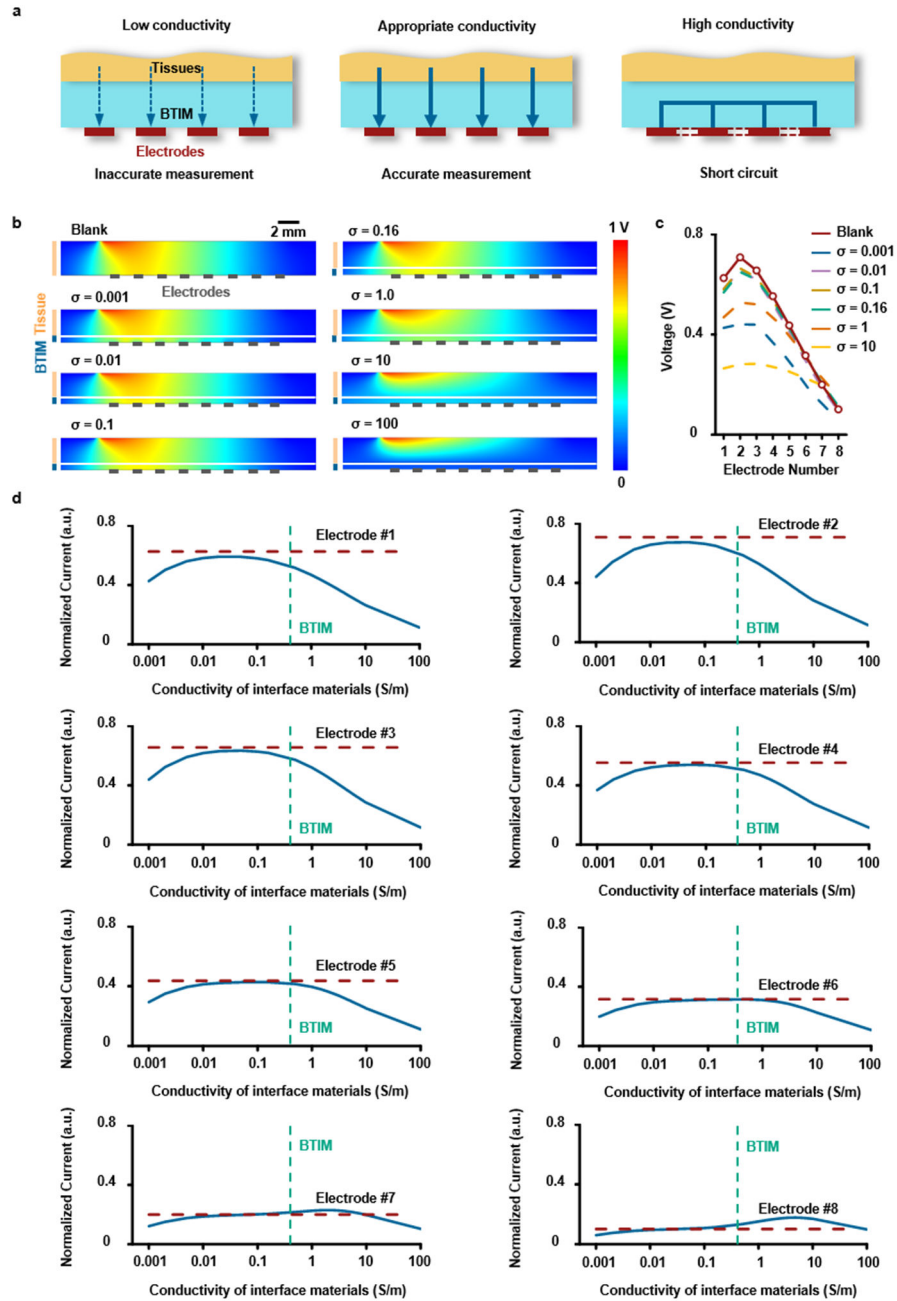 a
Low conductivity
Appropriate conductivity
High conductivity
Tissues
BTIM
Electrodes
Inaccurate measurement
Accurate measurement
Short circuit
b
Blank
2 mm
σ = 0.16
1 V
Electrodes
σ = 0.001
σ = 1.0
σ = 0.01
σ = 10
σ = 0.1
σ = 100
BTIM Tissue
0
c
0.8
0.4
0
Voltage (V)
1 2 3 4 5 6 7 8
Electrode Number
Blank
σ = 0.001
σ = 0.01
σ = 0.1
σ = 0.16
σ = 1
σ = 10
d
Normalized Current (a.u.)
0.8
0.4
0
Electrode #1
BTIM
0.001 0.01 0.1 1 10 100
Conductivity of interface materials (S/m)
Normalized Current (a.u.)
0.8
0.4
0
Electrode #2
BTIM
0.001 0.01 0.1 1 10 100
Conductivity of interface materials (S/m)
Normalized Current (a.u.)
0.8
0.4
0
Electrode #3
BTIM
0.001 0.01 0.1 1 10 100
Conductivity of interface materials (S/m)
Normalized Current (a.u.)
0.8
0.4
0
Electrode #4
BTIM
0.001 0.01 0.1 1 10 100
Conductivity of interface materials (S/m)
Normalized Current (a.u.)
0.8
0.4
0
Electrode #5
BTIM
0.001 0.01 0.1 1 10 100
Conductivity of interface materials (S/m)
Normalized Current (a.u.)
0.8
0.4
0
Electrode #6
BTIM
0.001 0.01 0.1 1 10 100
Conductivity of interface materials (S/m)
Normalized Current (a.u.)
0.8
0.4
0
BTIM
Electrode #7
0.001 0.01 0.1 1 10 100
Conductivity of interface materials (S/m)
Normalized Current (a.u.)
0.8
0.4
0
BTIM
Electrode #8
0.001 0.01 0.1 1 10 100
Conductivity of interface materials (S/m)